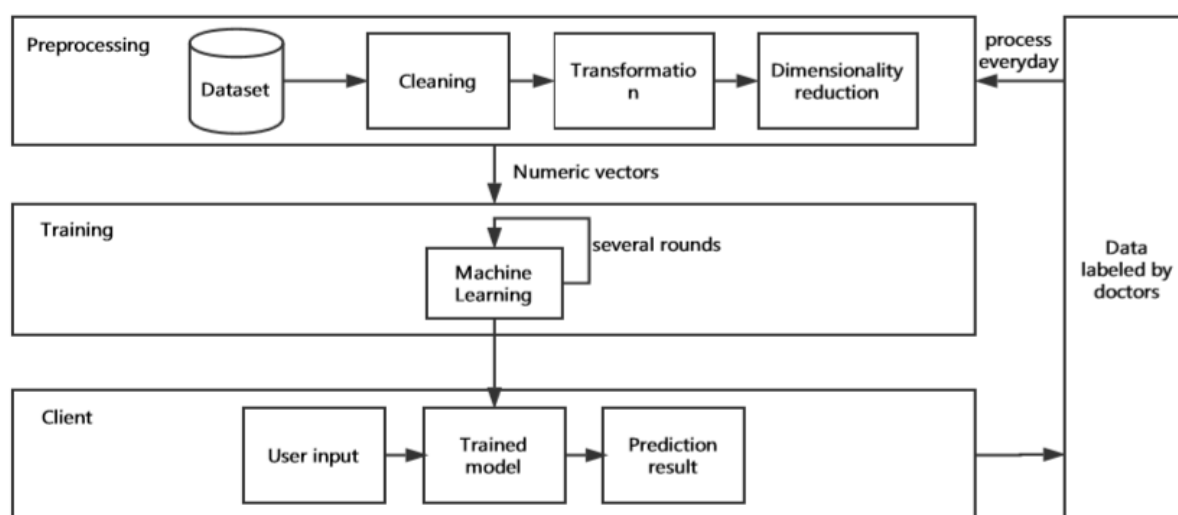 Preprocessing
Dataset
Cleaning
Transformatio
n
Dimensionality
reduction
process
everyday
Numeric vectors
Training
several rounds
Machine
Learning
Data
labeled by
doctors
Client
User input
Trained
model
Prediction
result